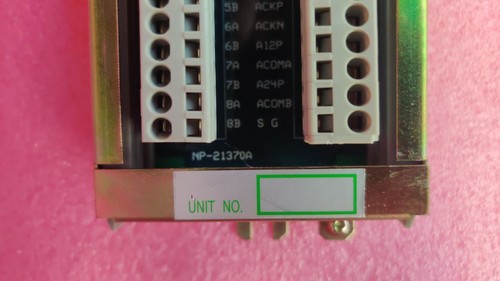 5B ACKP
6A ACKN
6B A12P
7A ACOMA
7B A24P
8A ACOMB
8B S G
NP-21370A
UNIT NO.